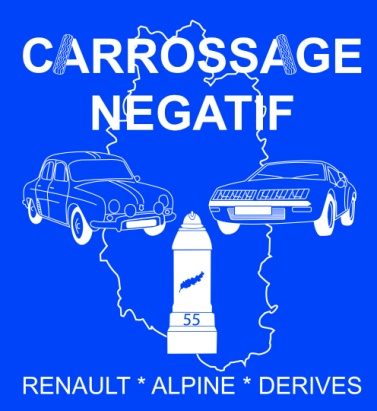 CARROSSAGE
NEGATIF
55
RENAULT * ALPINE * DERIVES